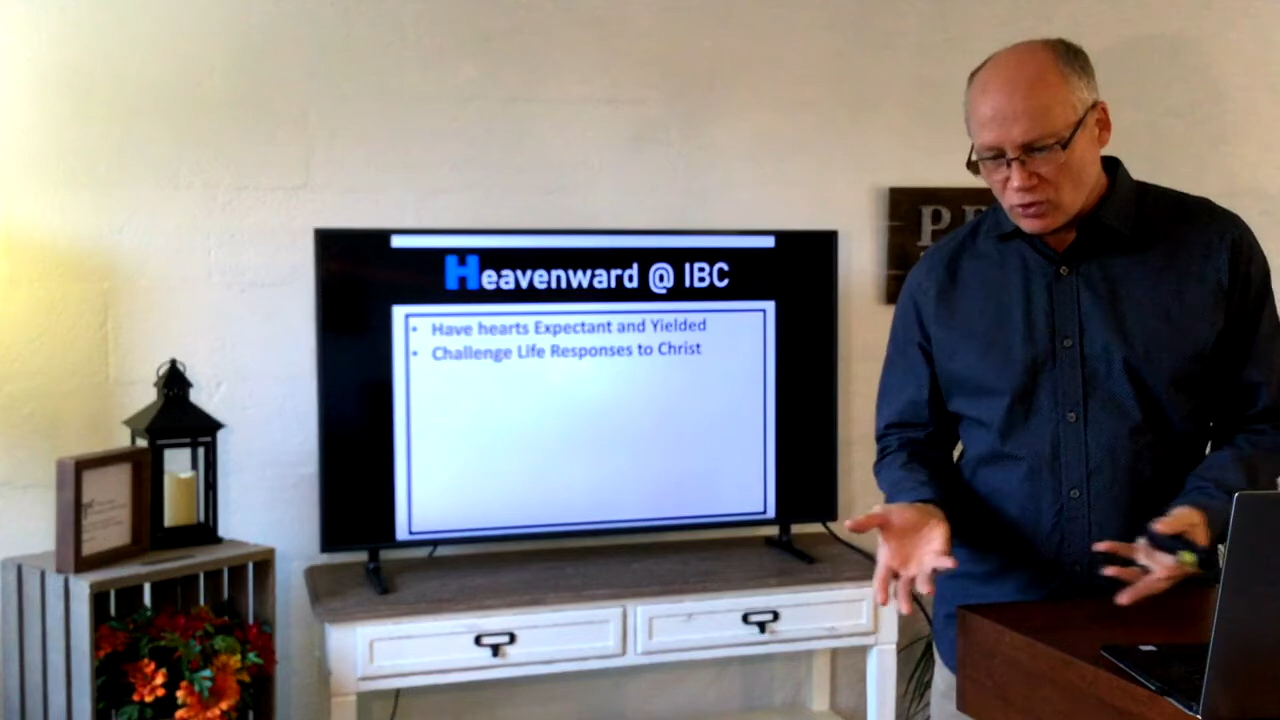 Heavenward @ IBC
• Have hearts Expectant and Yielded
• Challenge Life Responses to Christ